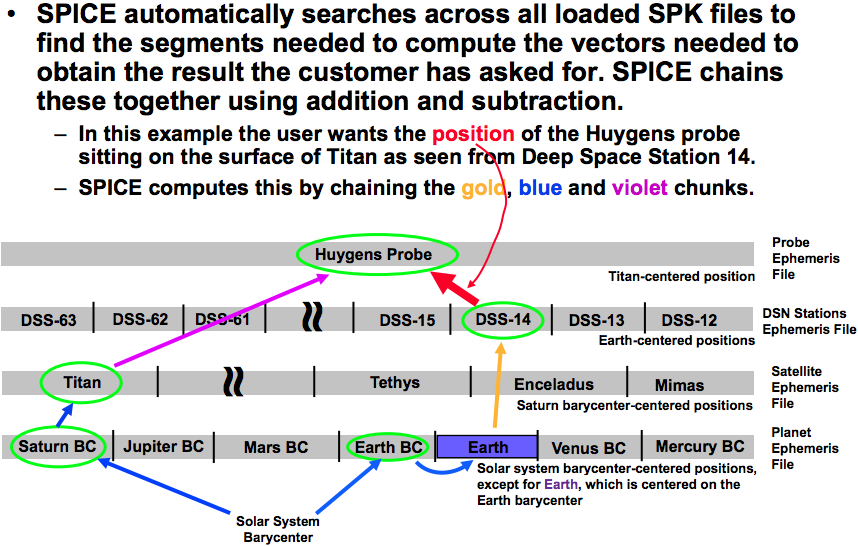 • SPICE automatically searches across all loaded SPK files to
find the segments needed to compute the vectors needed to
obtain the result the customer has asked for. SPICE chains
these together using addition and subtraction.
– In this example the user wants the position of the Huygens probe
sitting on the surface of Titan as seen from Deep Space Station 14.
– SPICE computes this by chaining the gold, blue and violet chunks.
Huygens Probe
Probe
Ephemeris
File
Titan-centered position
DSS-63 DSS-62 DSS-61 DSS-15 DSS-14 DSS-13 DSS-12
DSN Stations
Ephemeris File
Earth-centered positions
Titan Tethys Enceladus Mimas
Satellite
Ephemeris
File
Saturn barycenter-centered positions
Saturn BC Jupiter BC Mars BC Earth BC Earth Venus BC Mercury BC
Planet
Ephemeris
File
Solar system barycenter-centered positions,
except for Earth, which is centered on the
Earth barycenter
Solar System
Barycenter